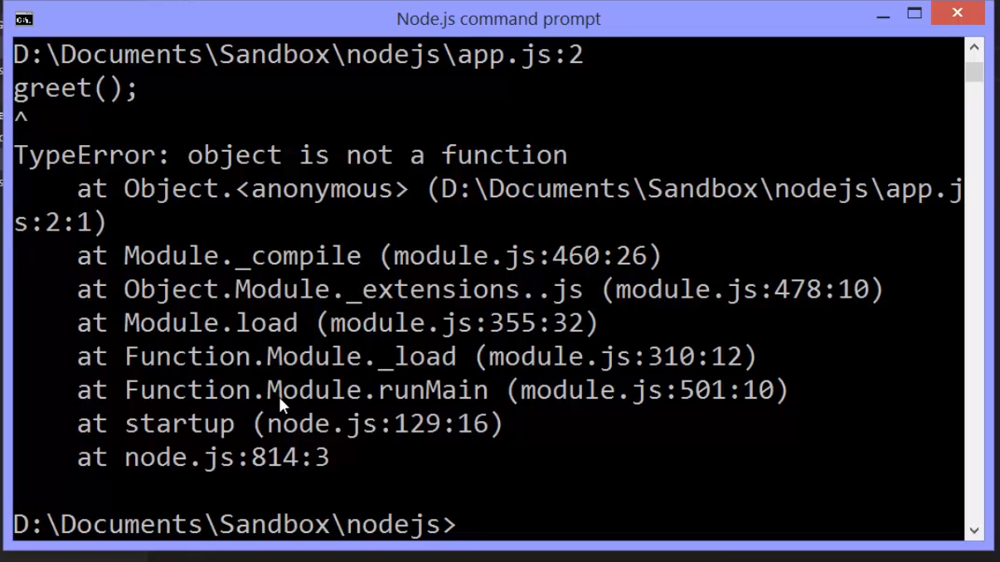 Node.js command prompt
D:\Documents\Sandbox\nodejs\app.js:2
greet();
^
TypeError: object is not a function
    at Object.<anonymous> (D:\Documents\Sandbox\nodejs\app.j
s:2:1)
    at Module._compile (module.js:460:26)
    at Object.Module._extensions..js (module.js:478:10)
    at Module.load (module.js:355:32)
    at Function.Module._load (module.js:310:12)
    at Function.Module.runMain (module.js:501:10)
    at startup (node.js:129:16)
    at node.js:814:3
D:\Documents\Sandbox\nodejs>